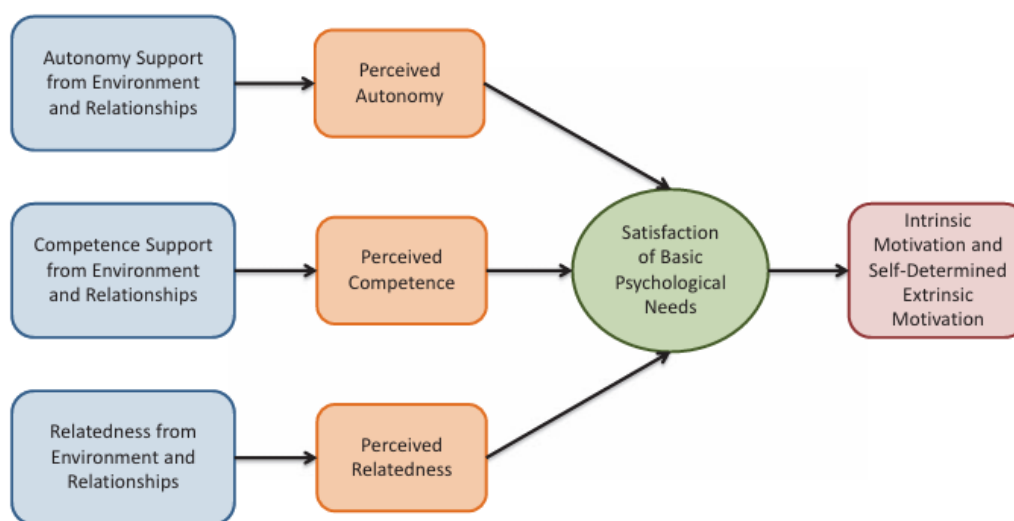 Autonomy Support
from Environment
and Relationships
Perceived
Autonomy
Competence Support
from Environment
and Relationships
Perceived
Competence
Satisfaction
of Basic
Psychological
Needs
Intrinsic
Motivation and
Self-Determined
Extrinsic
Motivation
Relatedness from
Environment and
Relationships
Perceived
Relatedness